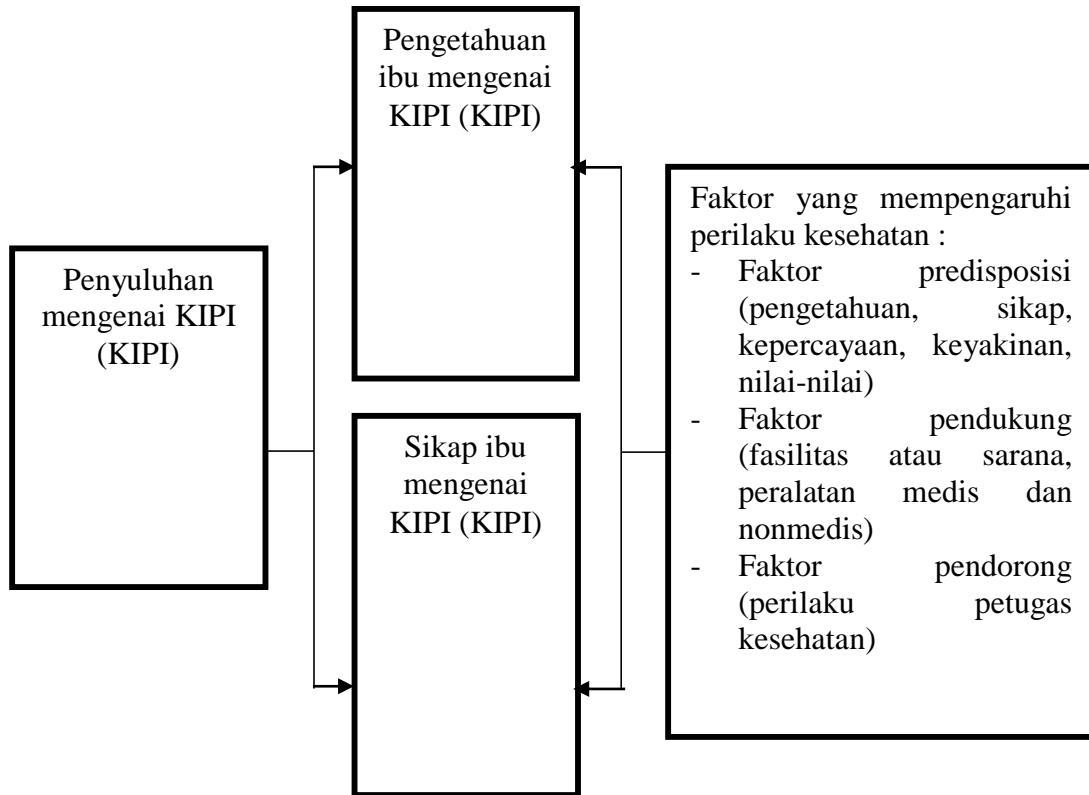 Pengetahuan
ibu mengenai
KIPI (KIPI)
Penyuluhan
mengenai KIPI
(KIPI)
Sikap ibu
mengenai
KIPI (KIPI)
Faktor yang mempengaruhi
perilaku kesehatan :
- Faktor predisposisi
(pengetahuan, sikap,
kepercayaan, keyakinan,
nilai-nilai)
- Faktor pendukung
(fasilitas atau sarana,
peralatan medis dan
nonmedis)
- Faktor pendorong
(perilaku petugas
kesehatan)